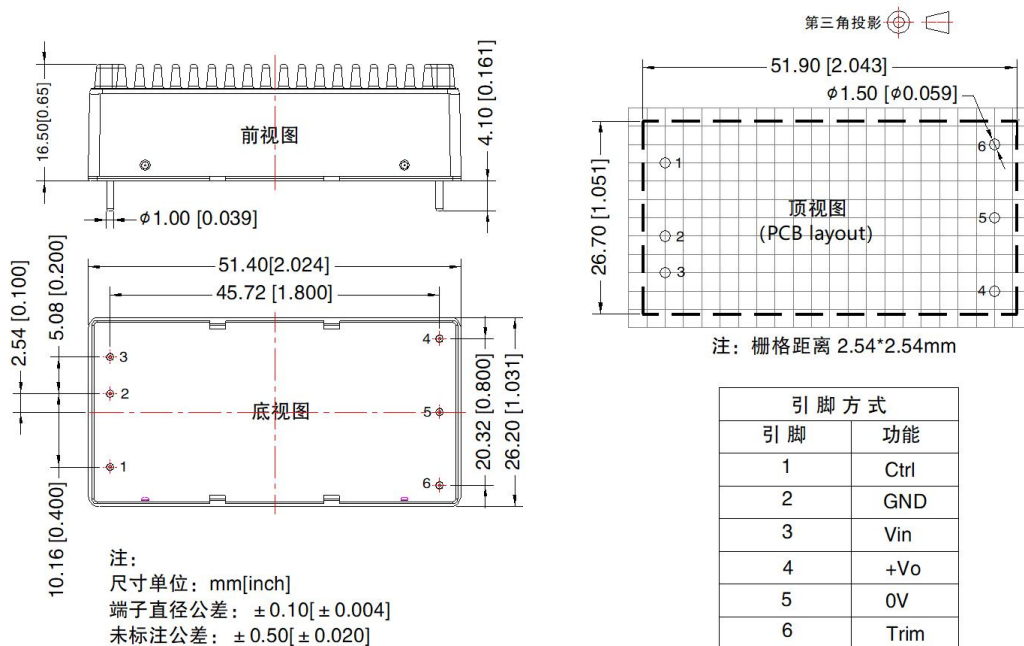 第三角投影
16.50[0.65]
前视图
4.10 [0.161]
ϕ1.00 [0.039]
51.90 [2.043]
ϕ1.50 [ϕ0.059]
26.70 [1.051]
1
2
3
6
5
4
顶视图
(PCB layout)
注：栅格距离 2.54*2.54mm
51.40[2.024]
45.72 [1.800]
2.54 [0.100]
5.08 [0.200]
10.16 [0.400]
3
2
1
底视图
4
5
6
20.32 [0.800]
26.20 [1.031]
注：
尺寸单位：mm[inch]
端子直径公差：±0.10[±0.004]
未标注公差：±0.50[±0.020]
引脚方式
引脚 功能
1 Ctrl
2 GND
3 Vin
4 +Vo
5 0V
6 Trim